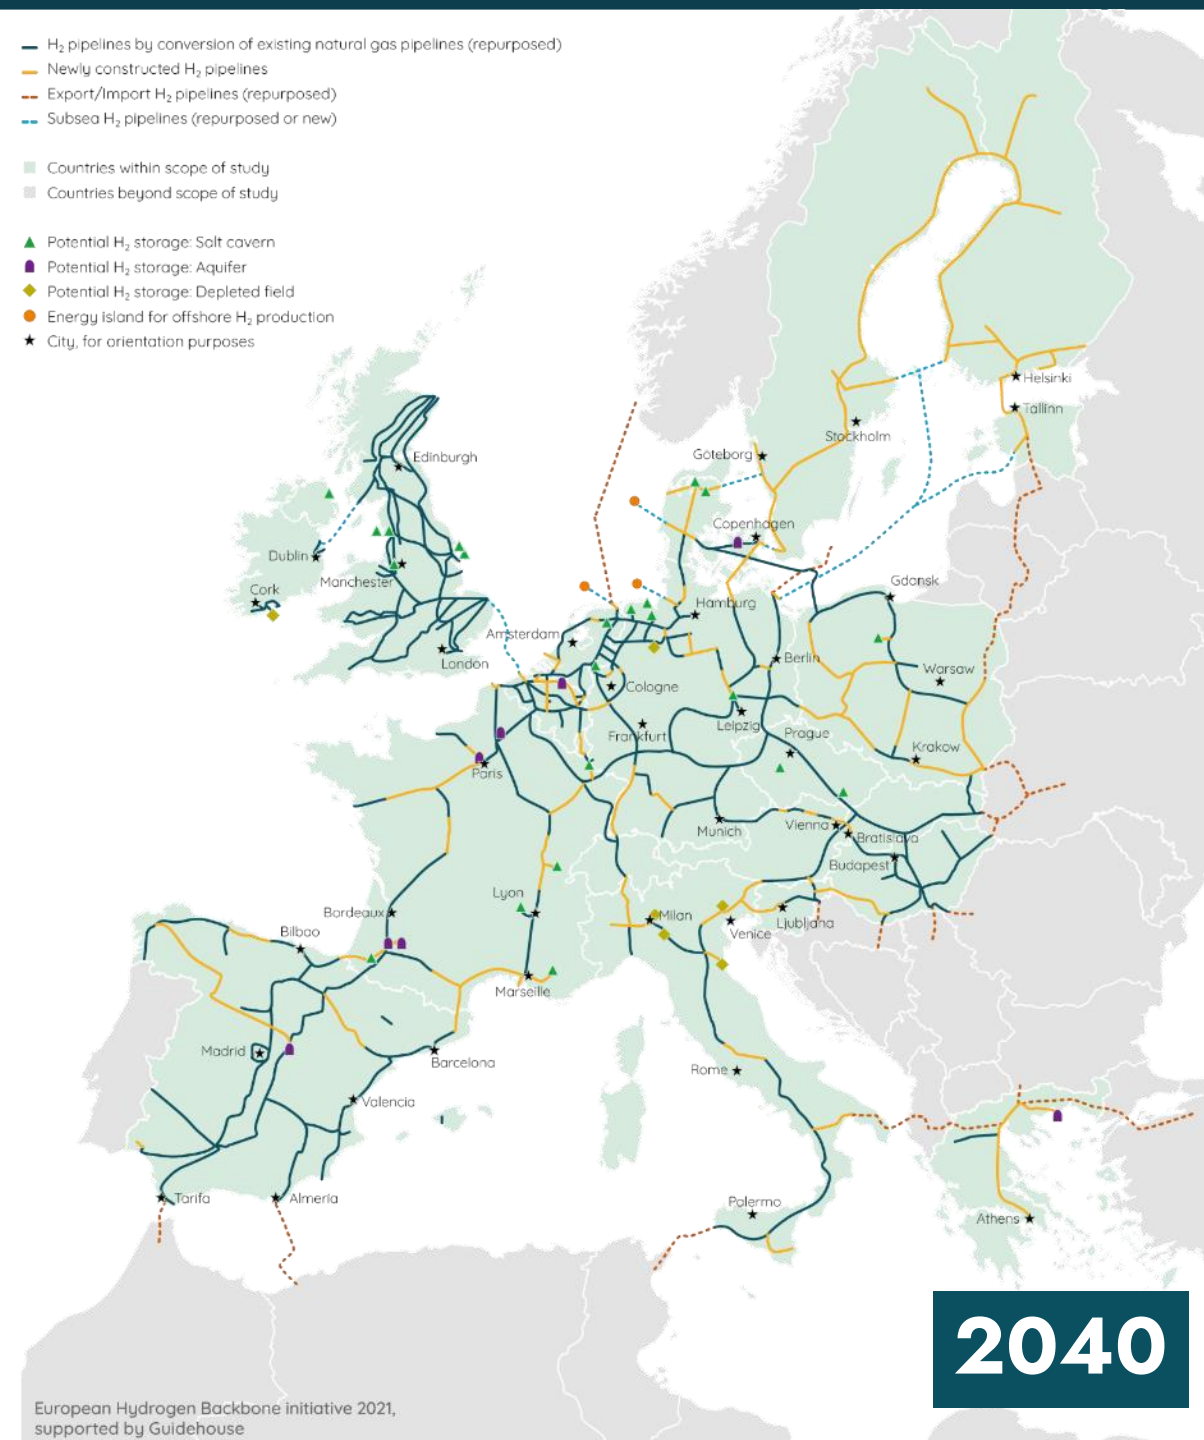 H₂ pipelines by conversion of existing natural gas pipelines (repurposed)
Newly constructed H₂ pipelines
Export/Import H₂ pipelines (repurposed)
Subsea H₂ pipelines (repurposed or new)
Countries within scope of study
Countries beyond scope of study
Potential H₂ storage: Salt cavern
Potential H₂ storage: Aquifer
Potential H₂ storage: Depleted field
Energy island for offshore H₂ production
City, for orientation purposes
Helsinki
Tallinn
Stockholm
Göteborg
Edinburgh
Copenhagen
Dublin
Manchester
Cork
Gdansk
Hamburg
Amsterdam
London
Berlin
Warsaw
Cologne
Leipzig
Frankfurt
Prague
Krakow
Paris
Munich
Vienna
Bratislava
Budapest
Lyon
Bordeaux
Milan
Venice
Ljubljana
Bilbao
Marseille
Madrid
Barcelona
Rome
Valencia
Tarifa
Almería
Palermo
Athens
2040
European Hydrogen Backbone initiative 2021,
supported by Guidehouse